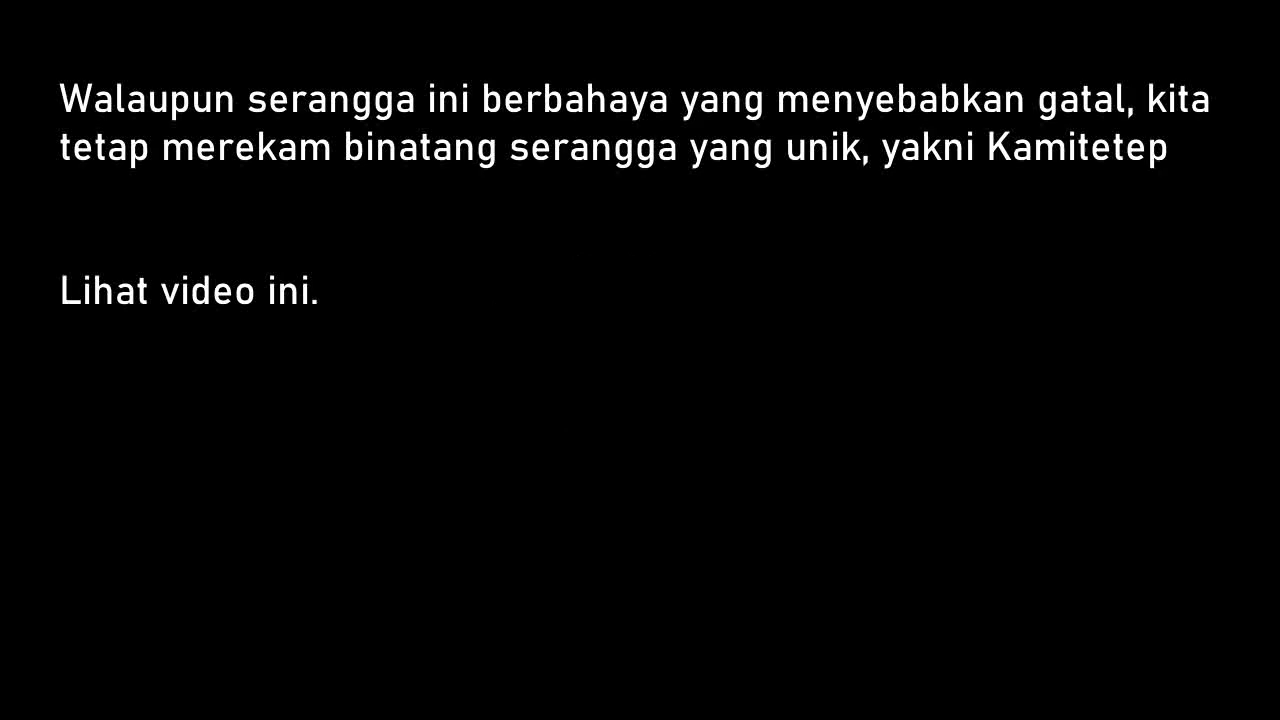 Walaupun serangga ini berbahaya yang menyebabkan gatal, kita
tetap merekam binatang serangga yang unik, yakni Kamitetep
Lihat video ini.